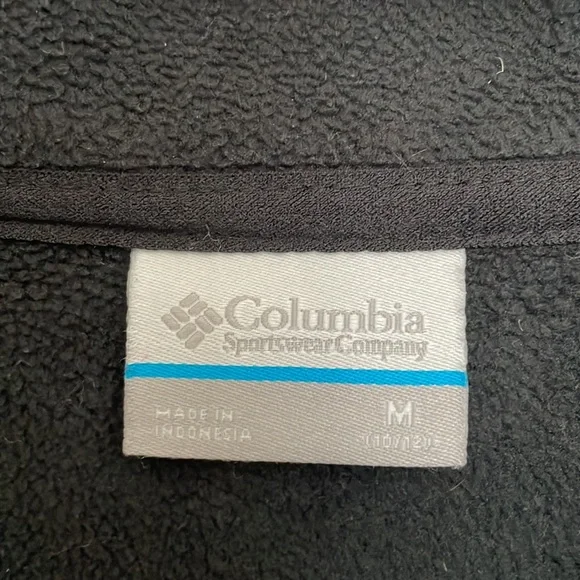 Columbia
Sportswear Company
MADE IN
INDONESIA
M
(10/12)